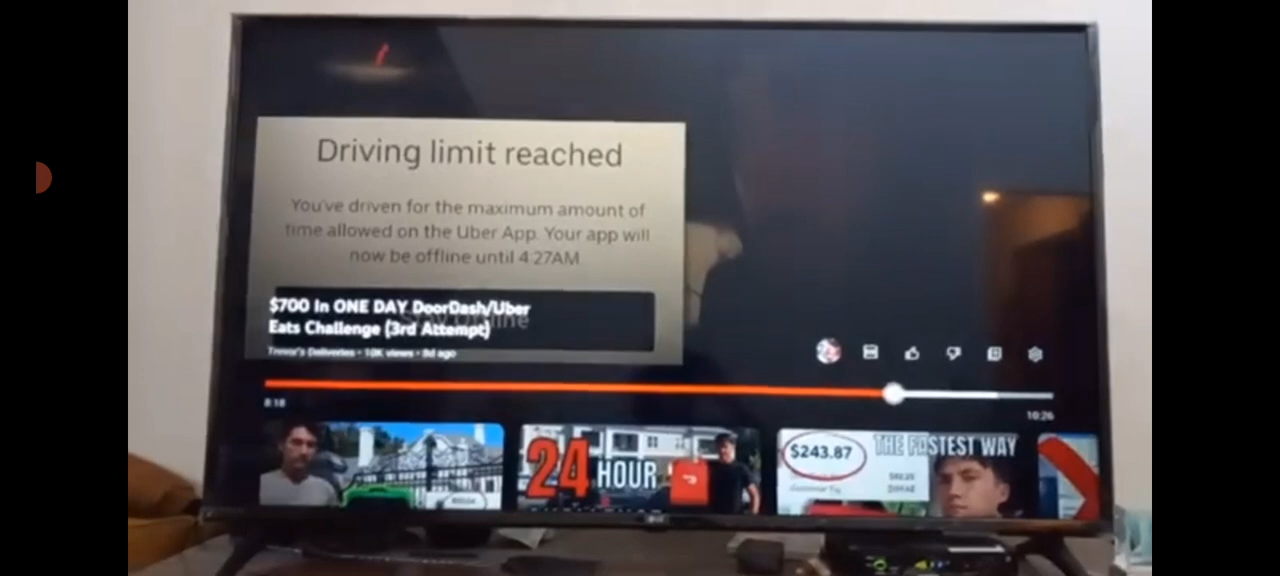 Driving limit reached
You've driven for the maximum amount of
time allowed on the Uber App. Your app will
now be offline until 4:27AM
$700 In ONE DAY DoorDash/Uber
Eats Challenge (3rd Attempt)
Trevor's Deliveries • 10K views • 8d ago
8:18
10:26
24 HOUR
$243.87
THE FASTEST WAY
LG